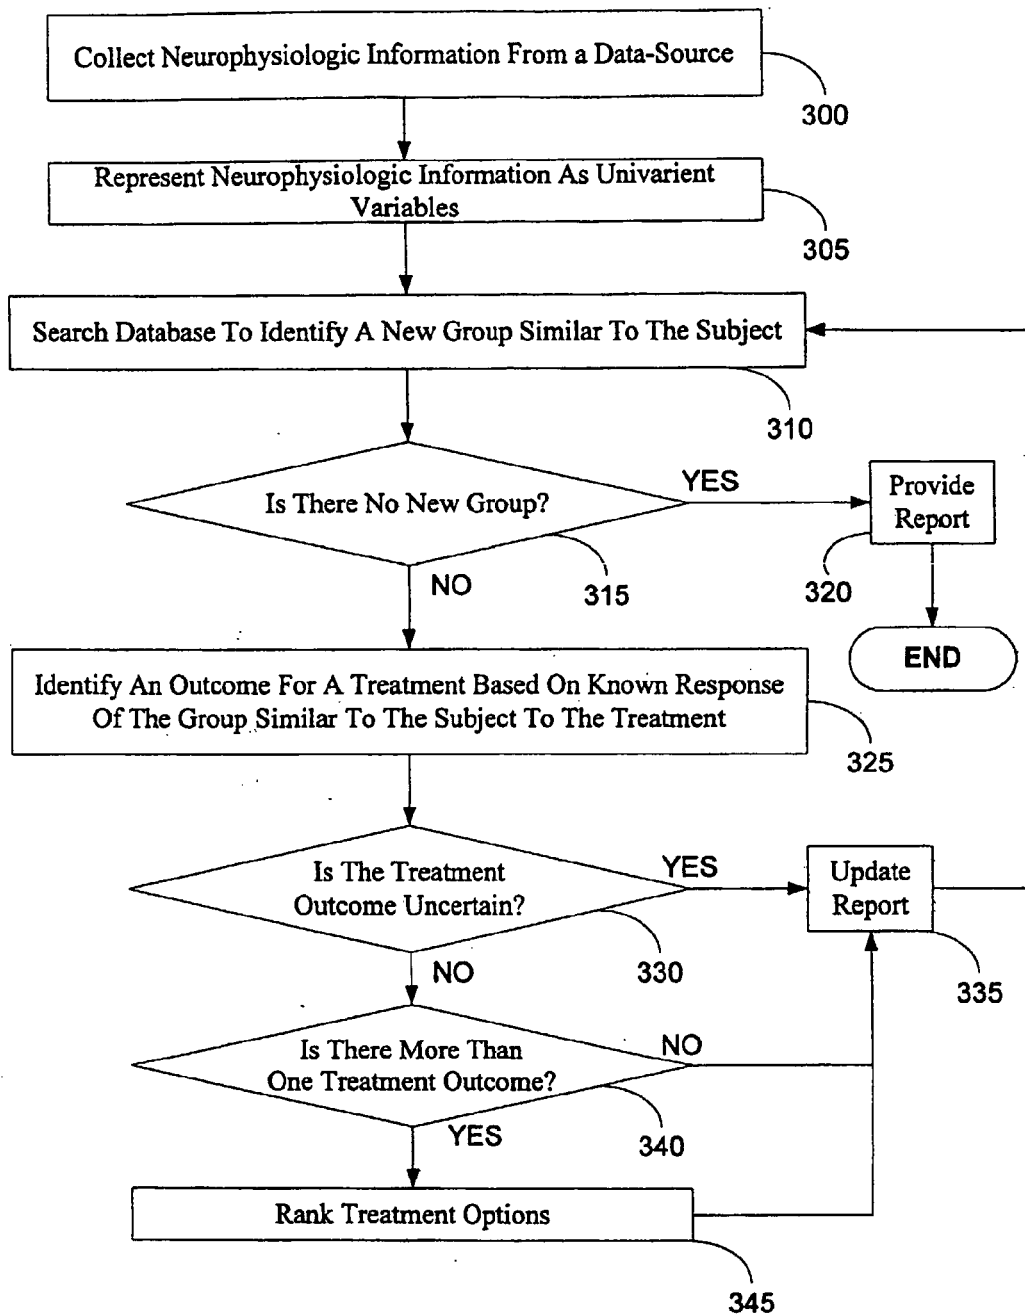 Collect Neurophysiologic Information From a Data-Source
300
Represent Neurophysiologic Information As Univarient
Variables
305
Search Database To Identify A New Group Similar To The Subject
310
Is There No New Group?
YES
Provide
Report
315
320
NO
END
Identify An Outcome For A Treatment Based On Known Response
Of The Group Similar To The Subject To The Treatment
325
Is The Treatment
Outcome Uncertain?
YES
Update
Report
330
335
NO
Is There More Than
One Treatment Outcome?
NO
340
YES
Rank Treatment Options
345